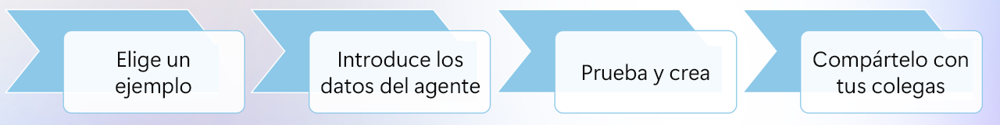 Elige un
ejemplo
Introduce los
datos del agente
Prueba y crea
Compártelo con
tus colegas